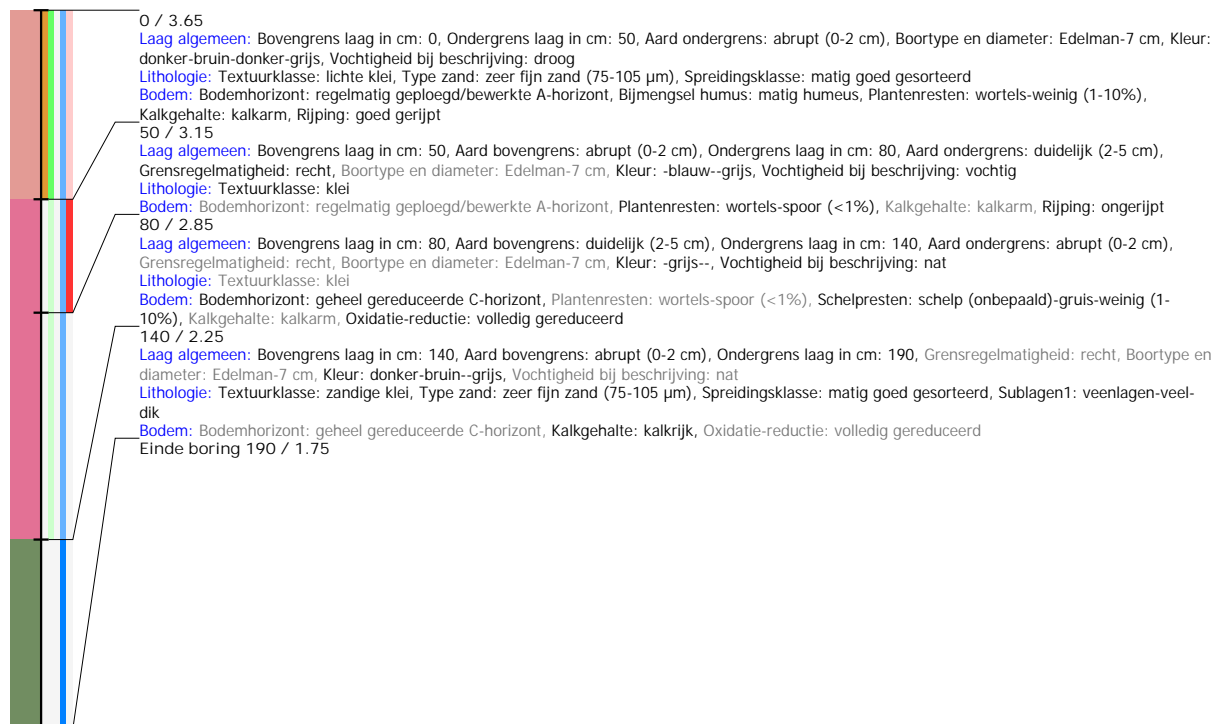 0 / 3.65
Laag algemeen: Bovengrens laag in cm: 0, Ondergrens laag in cm: 50, Aard ondergrens: abrupt (0-2 cm), Boortype en diameter: Edelman-7 cm, Kleur:
donker-bruin-donker-grijs, Vochtigheid bij beschrijving: droog
Lithologie: Textuurklasse: lichte klei, Type zand: zeer fijn zand (75-105 µm), Spreidingsklasse: matig goed gesorteerd
Bodem: Bodemhorizont: regelmatig geploegd/bewerkte A-horizont, Bijmengsel humus: matig humeus, Plantenresten: wortels-weinig (1-10%),
Kalkgehalte: kalkarm, Rijping: goed gerijpt
50 / 3.15
Laag algemeen: Bovengrens laag in cm: 50, Aard bovengrens: abrupt (0-2 cm), Ondergrens laag in cm: 80, Aard ondergrens: duidelijk (2-5 cm),
Grensregelmatigheid: recht, Boortype en diameter: Edelman-7 cm, Kleur: -blauw--grijs, Vochtigheid bij beschrijving: vochtig
Lithologie: Textuurklasse: klei
Bodem: Bodemhorizont: regelmatig geploegd/bewerkte A-horizont, Plantenresten: wortels-spoor (<1%), Kalkgehalte: kalkarm, Rijping: ongerijpt
80 / 2.85
Laag algemeen: Bovengrens laag in cm: 80, Aard bovengrens: duidelijk (2-5 cm), Ondergrens laag in cm: 140, Aard ondergrens: abrupt (0-2 cm),
Grensregelmatigheid: recht, Boortype en diameter: Edelman-7 cm, Kleur: -grijs--, Vochtigheid bij beschrijving: nat
Lithologie: Textuurklasse: klei
Bodem: Bodemhorizont: geheel gereduceerde C-horizont, Plantenresten: wortels-spoor (<1%), Schelpresten: schelp (onbepaald)-gruis-weinig (1-
10%), Kalkgehalte: kalkarm, Oxidatie-reductie: volledig gereduceerd
140 / 2.25
Laag algemeen: Bovengrens laag in cm: 140, Aard bovengrens: abrupt (0-2 cm), Ondergrens laag in cm: 190, Grensregelmatigheid: recht, Boortype en
diameter: Edelman-7 cm, Kleur: donker-bruin--grijs, Vochtigheid bij beschrijving: nat
Lithologie: Textuurklasse: zandige klei, Type zand: zeer fijn zand (75-105 µm), Spreidingsklasse: matig goed gesorteerd, Sublagen1: veenlagen-veel-
dik
Bodem: Bodemhorizont: geheel gereduceerde C-horizont, Kalkgehalte: kalkrijk, Oxidatie-reductie: volledig gereduceerd
Einde boring 190 / 1.75